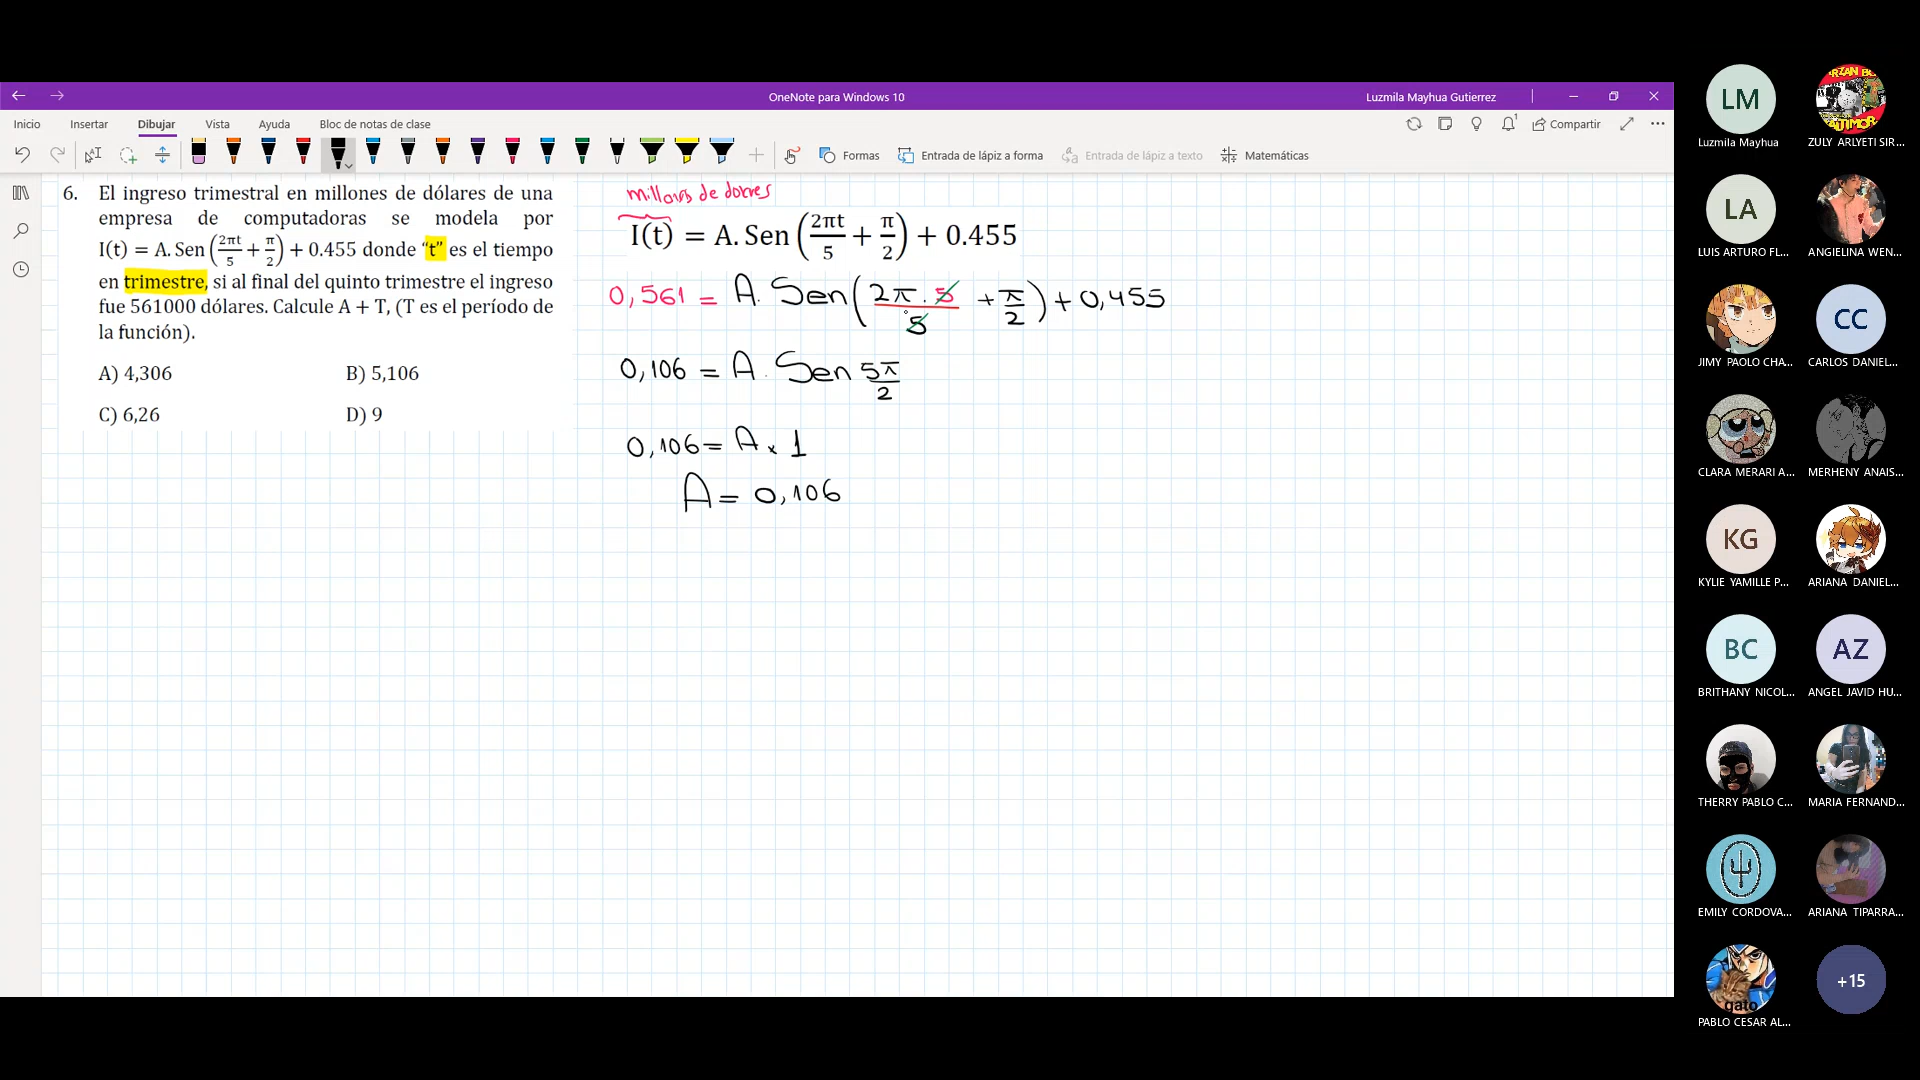 OneNote para Windows 10
Luzmila Mayhua Gutierrez
Inicio Insertar Dibujar Vista Ayuda Bloc de notas de clase
Compartir
Formas Entrada de lápiz a forma Entrada de lápiz a texto Matemáticas
6. El ingreso trimestral en millones de dólares de una
empresa de computadoras se modela por
I(t) = A. Sen (2πt/5 + π/2) + 0.455 donde "t" es el tiempo
en trimestre, si al final del quinto trimestre el ingreso
fue 561000 dólares. Calcule A + T, (T es el período de
la función).
A) 4,306 B) 5,106
C) 6,26 D) 9
de
I(t) = A. Sen (2πt/5 + π/2) + 0.455
0,561 = A. Sen (2π . 5/5 + π/2) + 0,455
0,106 = A . Sen 5π/2
0,106 = A x 1
A = 0,106
LM
Luzmila Mayhua
ZULY ARLYETI SIR...
LA
LUIS ARTURO FL...
ANGIELINA WEN...
JIMY PAOLO CHA...
CC
CARLOS DANIEL...
CLARA MERARI A...
MERHENY ANAIS...
KG
KYLIE YAMILLE P...
ARIANA DANIEL...
BC
BRITHANY NICOL...
AZ
ANGEL JAVID HU...
THERRY PABLO C...
MARIA FERNAND...
EMILY CORDOVA...
ARIANA TIPARRA...
gato
PABLO CESAR AL...
+15